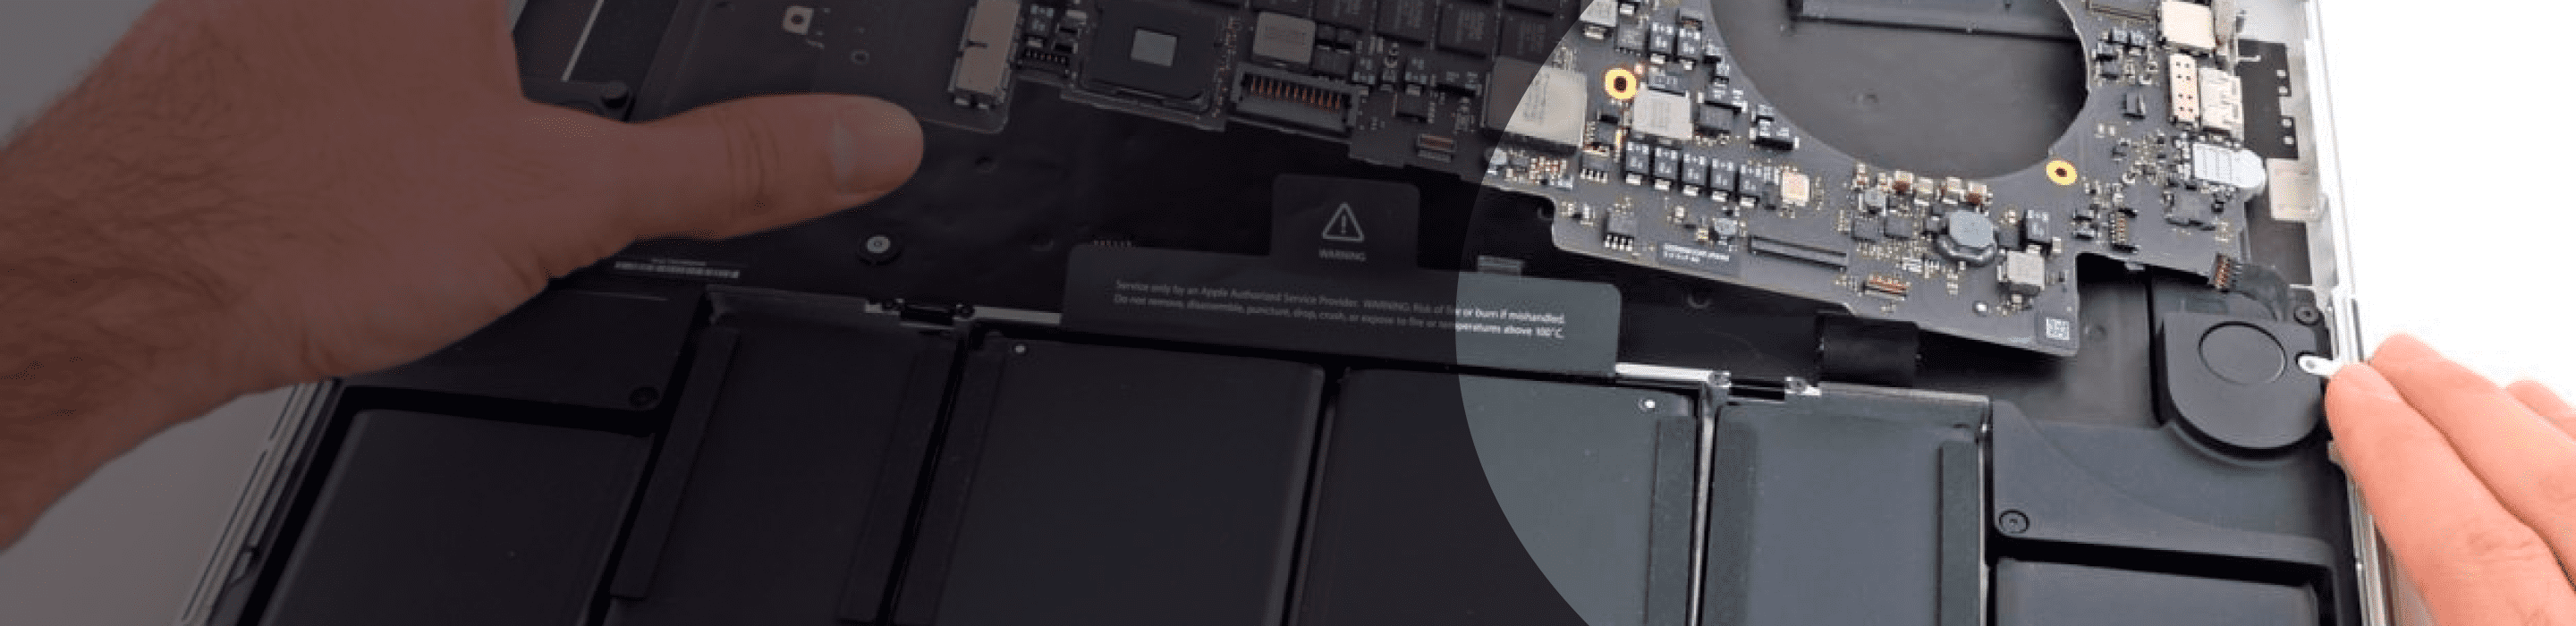 WARNING
Service only by an Apple Authorized Service Provider. WARNING: Risk of fire or burn if mishandled.
Do not remove, disassemble, puncture, drop, crash, or expose to fire or temperatures above 100°C.